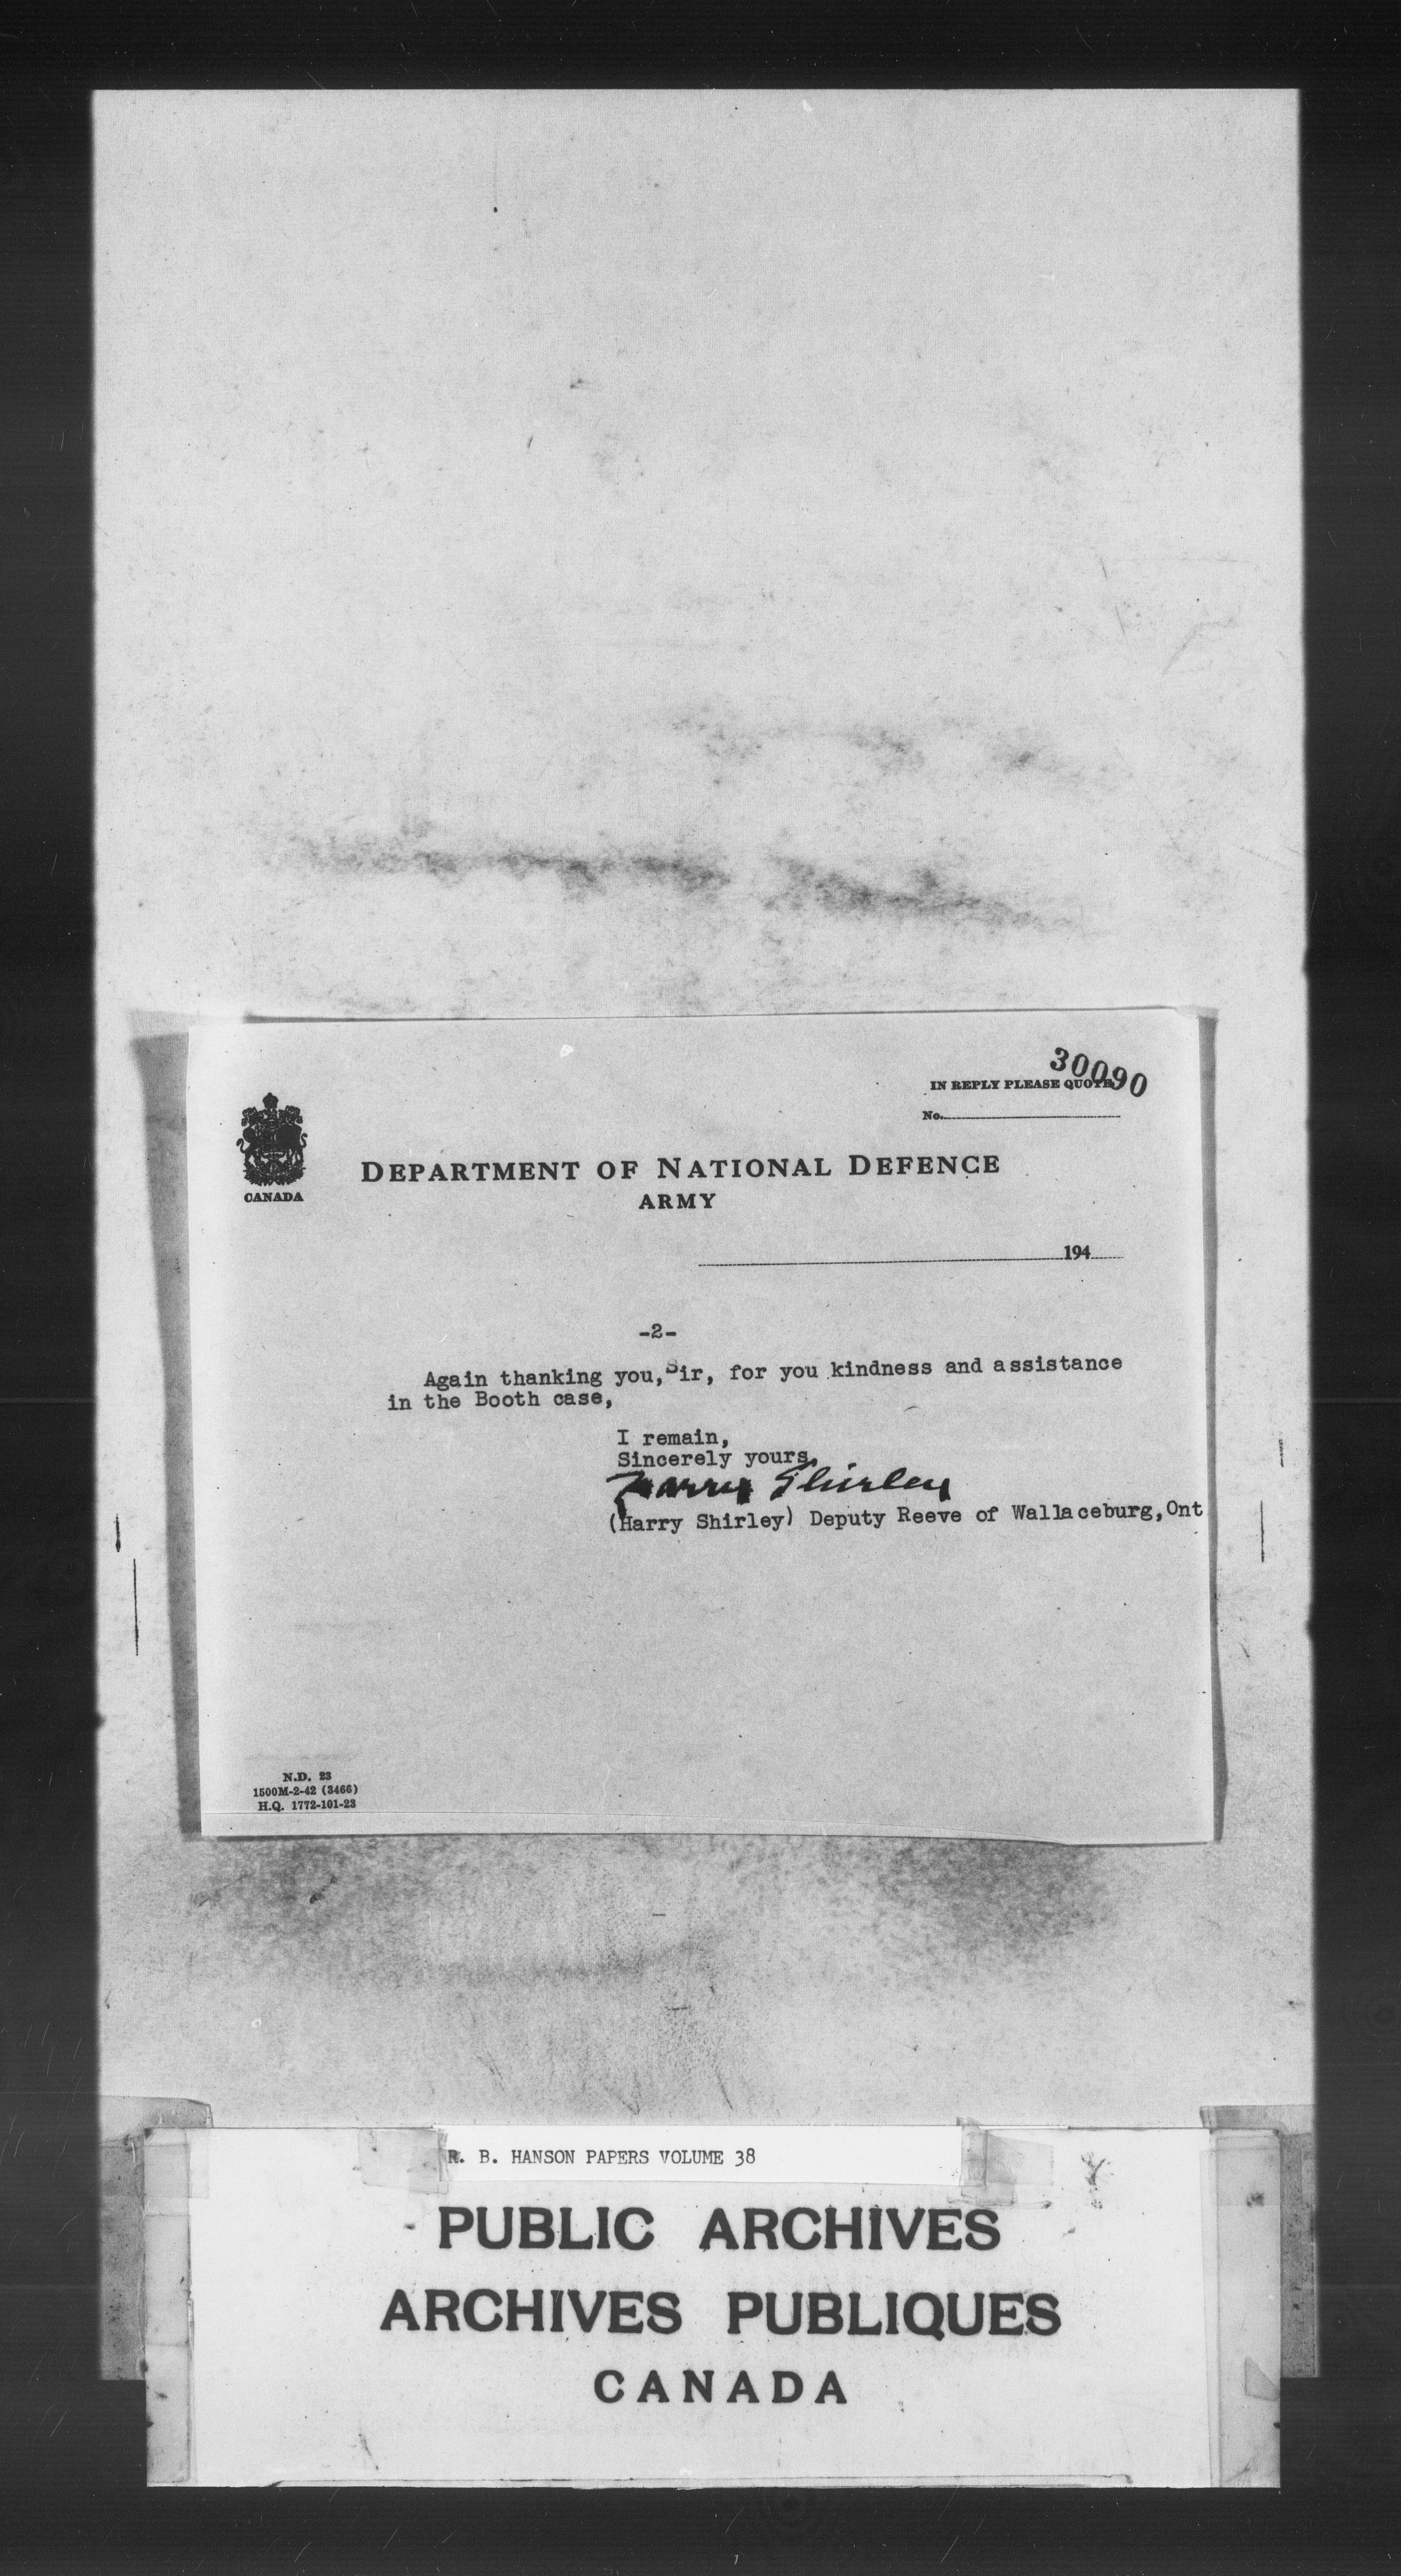 30090
IN REPLY PLEASE QUOTE
No.
CANADA
DEPARTMENT OF NATIONAL DEFENCE
ARMY
194
-2-
Again thanking you, Sir, for you kindness and assistance
in the Booth case,
I remain,
Sincerely yours,
Harry Shirley
(Harry Shirley) Deputy Reeve of Wallaceburg, Ont
N.D. 23
1500M-2-42 (3466)
H.Q. 1772-101-23
R. B. HANSON PAPERS VOLUME 38
PUBLIC ARCHIVES
ARCHIVES PUBLIQUES
CANADA